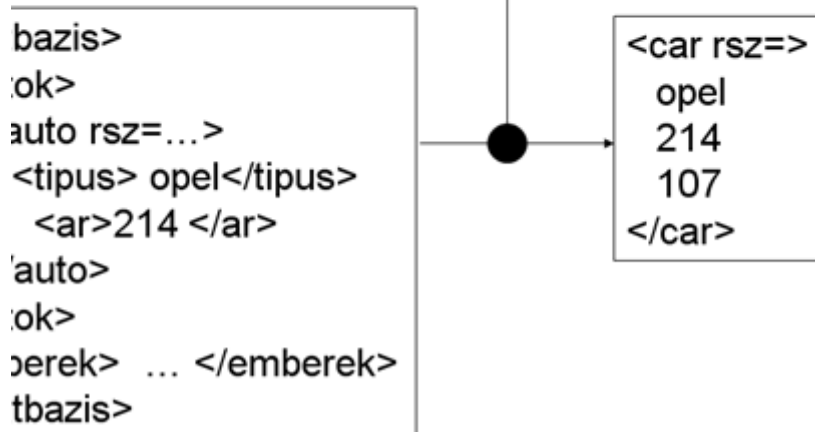 bazis>
ok>
auto rsz=…>
<tipus> opel</tipus>
<ar>214 </ar>
/auto>
ok>
berek> … </emberek>
tbazis>
<car rsz=>
opel
214
107
</car>